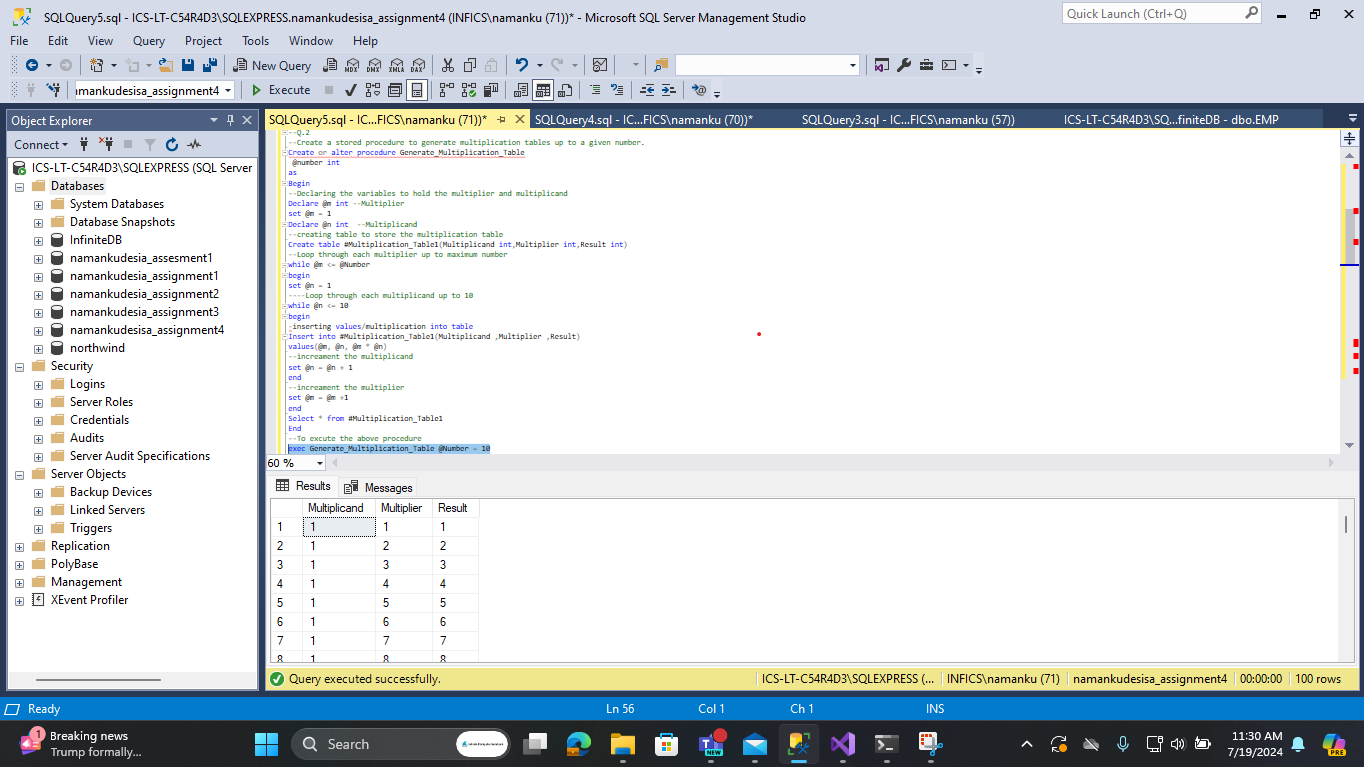 SQLQuery5.sql - ICS-LT-C54R4D3\SQLEXPRESS.namankudesisa_assignment4 (INFICS\namanku (71))* - Microsoft SQL Server Management Studio
Quick Launch (Ctrl+Q)
File Edit View Query Project Tools Window Help
New Query MDX DMX XMLA DAX
amankudesisa_assignment4 Execute
Object Explorer
Connect
ICS-LT-C54R4D3\SQLEXPRESS (SQL Server
Databases
System Databases
Database Snapshots
InfiniteDB
namankudesia_assesment1
namankudesia_assignment1
namankudesia_assignment2
namankudesia_assignment3
namankudesisa_assignment4
northwind
Security
Logins
Server Roles
Credentials
Audits
Server Audit Specifications
Server Objects
Backup Devices
Linked Servers
Triggers
Replication
PolyBase
Management
XEvent Profiler
SQLQuery5.sql - IC...FICS\namanku (71))* SQLQuery4.sql - IC...FICS\namanku (70))* SQLQuery3.sql - IC...FICS\namanku (57)) ICS-LT-C54R4D3\SQ...finiteDB - dbo.EMP
--Q.2
--Create a stored procedure to generate multiplication tables up to a given number.
Create or alter procedure Generate_Multiplication_Table
@number int
as
Begin
--Declaring the variables to hold the multiplier and multiplicand
Declare @m int --Multiplier
set @m = 1
Declare @n int --Multiplicand
--creating table to store the multiplication table
Create table #Multiplication_Table1(Multiplicand int,Multiplier int,Result int)
--Loop through each multiplier up to maximum number
while @m <= @Number
begin
set @n = 1
----Loop through each multiplicand up to 10
while @n <= 10
begin
-inserting values/multiplication into table
Insert into #Multiplication_Table1(Multiplicand ,Multiplier ,Result)
values(@m, @n, @m * @n)
--increament the multiplicand
set @n = @n + 1
end
--increament the multiplier
set @m = @m +1
end
Select * from #Multiplication_Table1
End
--To excute the above procedure
exec Generate_Multiplication_Table @Number = 10
60 %
Results Messages
Multiplicand Multiplier Result
1 1 1 1
2 1 2 2
3 1 3 3
4 1 4 4
5 1 5 5
6 1 6 6
7 1 7 7
8 1 8 8
Query executed successfully. ICS-LT-C54R4D3\SQLEXPRESS (... INFICS\namanku (71) namankudesisa_assignment4 00:00:00 100 rows
Ready Ln 56 Col 1 Ch 1 INS
1 Breaking news
Trump formally...
Search
NEW
11:30 AM
7/19/2024
PRE